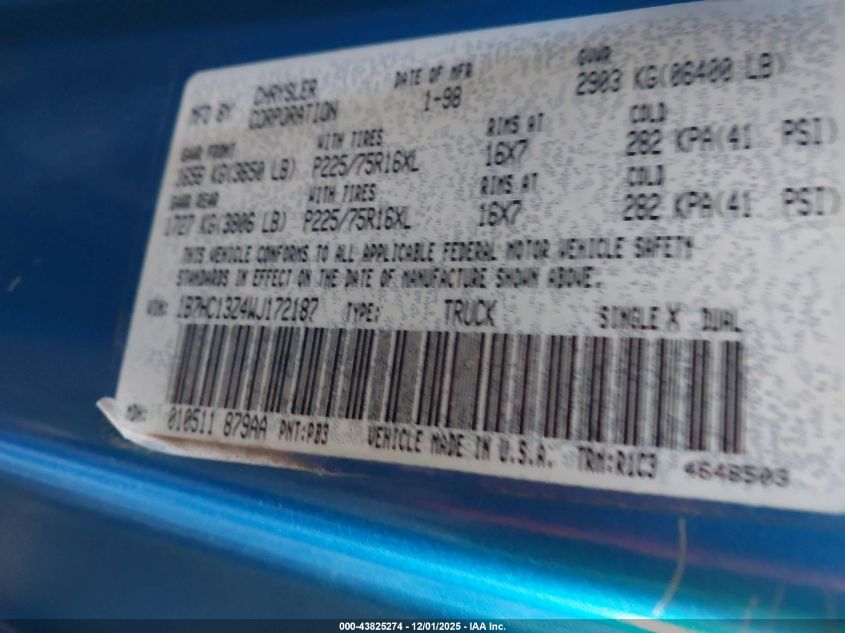 MFD BY CHRYSLER CORPORATION DATE OF MFR 1-98 GVWR 2903 KG(06400 LB)
GAWR FRONT WITH TIRES RIMS AT COLD
1656 KG(3650 LB) P225/75R16XL 16X7 282 KPA(41 PSI)
GAWR REAR WITH TIRES RIMS AT COLD
1727 KG(3806 LB) P225/75R16XL 16X7 282 KPA(41 PSI)
THIS VEHICLE CONFORMS TO ALL APPLICABLE FEDERAL MOTOR VEHICLE SAFETY
STANDARDS IN EFFECT ON THE DATE OF MANUFACTURE SHOWN ABOVE.
VIN: 1B7HC13Z4WJ172187 TYPE: TRUCK SINGLE X DUAL
MDH: 010511 879AA PNT:PB3 VEHICLE MADE IN U.S.A. TRM:R1C3 4648503
000-43825274 - 12/01/2025 - IAA Inc.